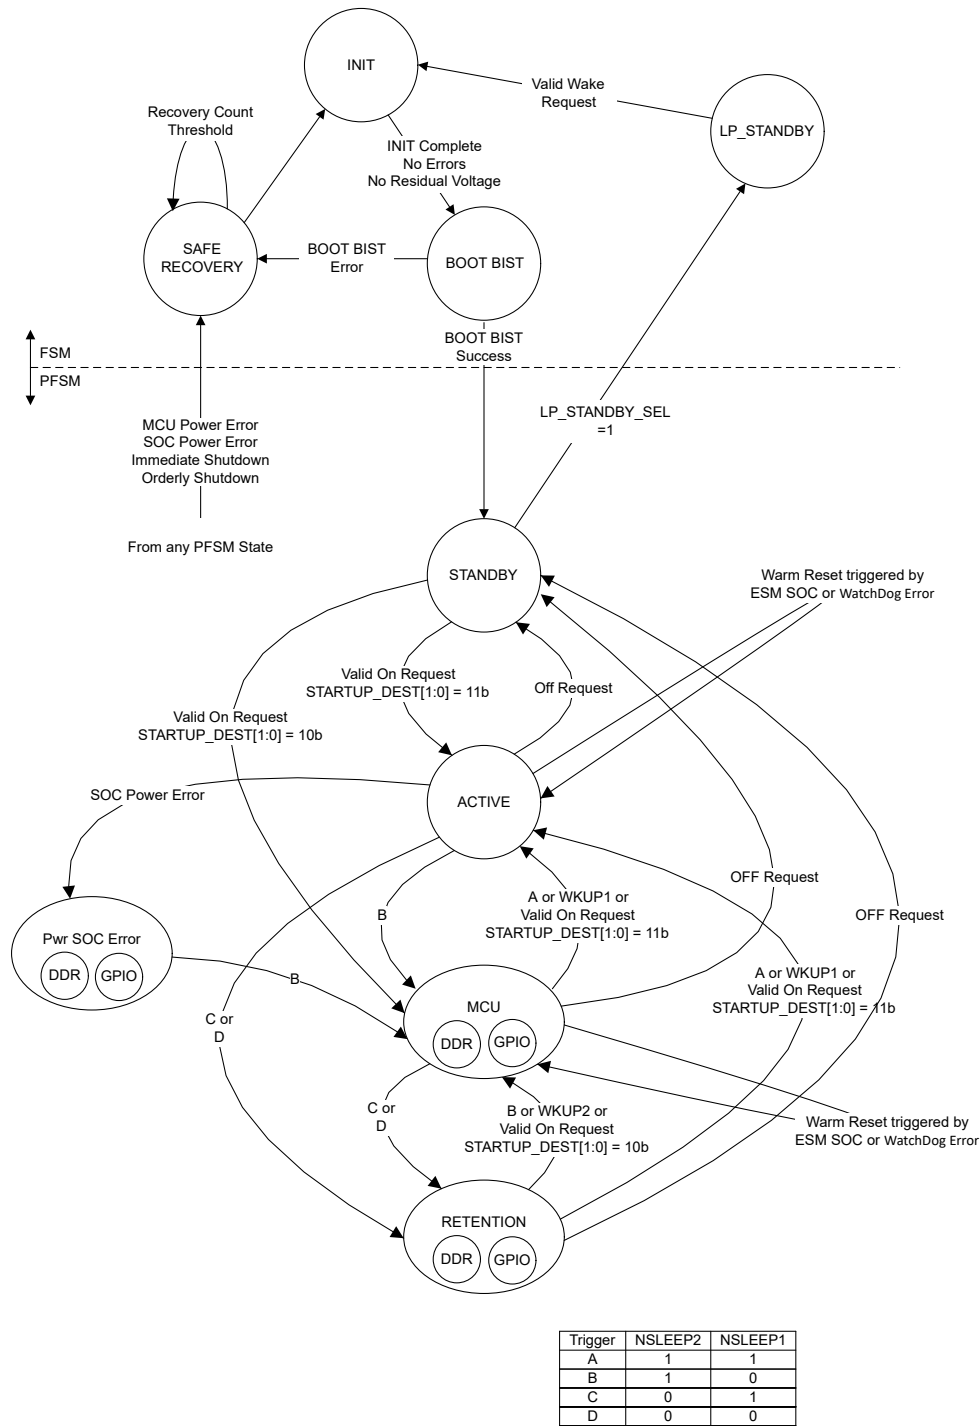 INIT
Valid Wake
Request
LP_STANDBY
Recovery Count
Threshold
INIT Complete
No Errors
No Residual Voltage
SAFE
RECOVERY
BOOT BIST
Error
BOOT BIST
BOOT BIST
Success
FSM
PFSM
LP_STANDBY_SEL
=1
MCU Power Error
SOC Power Error
Immediate Shutdown
Orderly Shutdown
From any PFSM State
STANDBY
Warm Reset triggered by
ESM SOC or WatchDog Error
Valid On Request
STARTUP_DEST[1:0] = 11b
Off Request
Valid On Request
STARTUP_DEST[1:0] = 10b
SOC Power Error
ACTIVE
OFF Request
OFF Request
A or WKUP1 or
Valid On Request
STARTUP_DEST[1:0] = 11b
B
Pwr SOC Error
DDR
GPIO
B
A or WKUP1 or
Valid On Request
STARTUP_DEST[1:0] = 11b
MCU
DDR
GPIO
C or
D
C or
D
B or WKUP2 or
Valid On Request
STARTUP_DEST[1:0] = 10b
Warm Reset triggered by
ESM SOC or WatchDog Error
RETENTION
DDR
GPIO
Trigger NSLEEP2 NSLEEP1
A 1 1
B 1 0
C 0 1
D 0 0